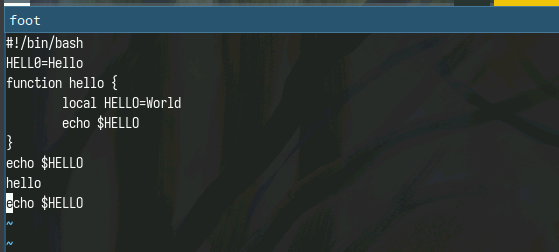 foot
#!/bin/bash
HELLO=Hello
function hello {
        local HELLO=World
        echo $HELLO
}
echo $HELLO
hello
echo $HELLO
~
~